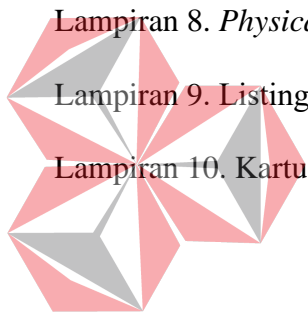 Lampiran 8. Physica
Lampiran 9. Listing
Lampiran 10. Kartu